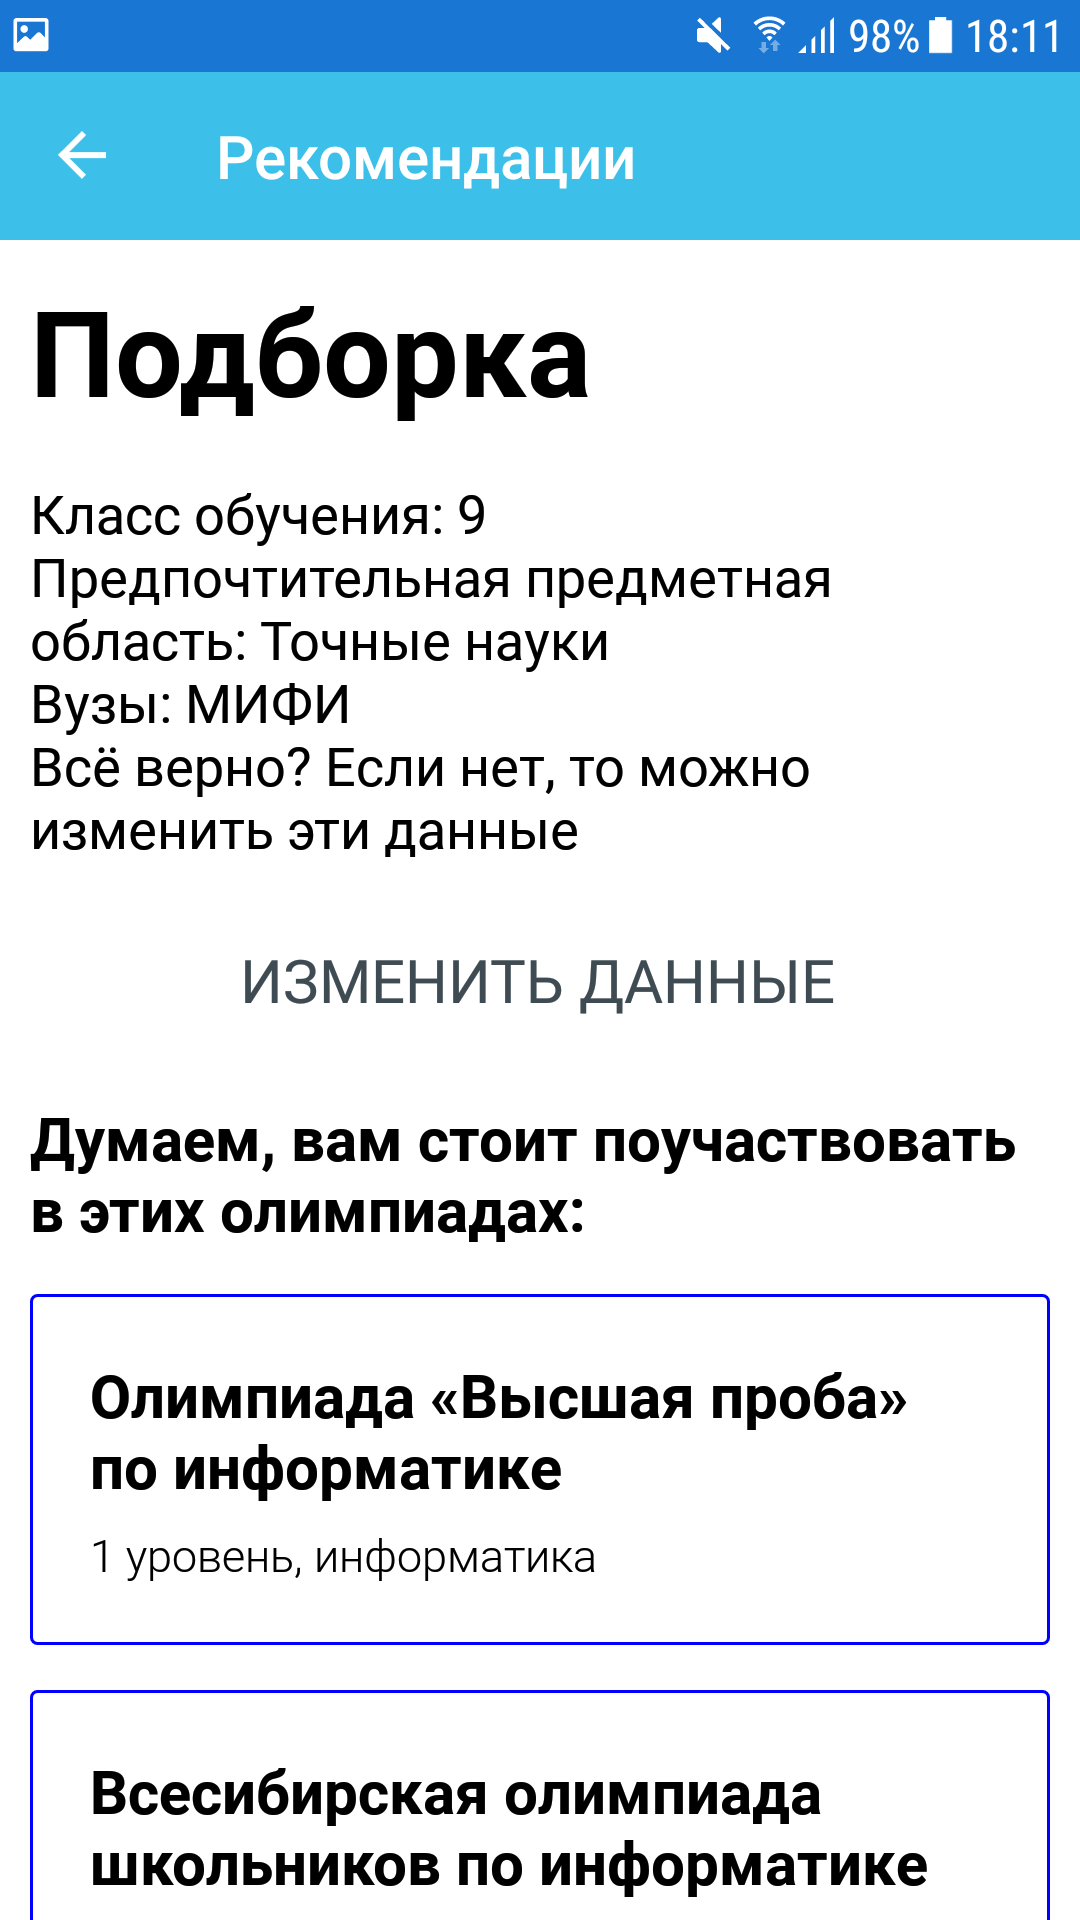 98% 18:11
Рекомендации
Подборка
Класс обучения: 9
Предпочтительная предметная
область: Точные науки
Вузы: МИФИ
Всё верно? Если нет, то можно
изменить эти данные
ИЗМЕНИТЬ ДАННЫЕ
Думаем, вам стоит поучаствовать
в этих олимпиадах:
Олимпиада «Высшая проба»
по информатике
1 уровень, информатика
Всесибирская олимпиада
школьников по информатике